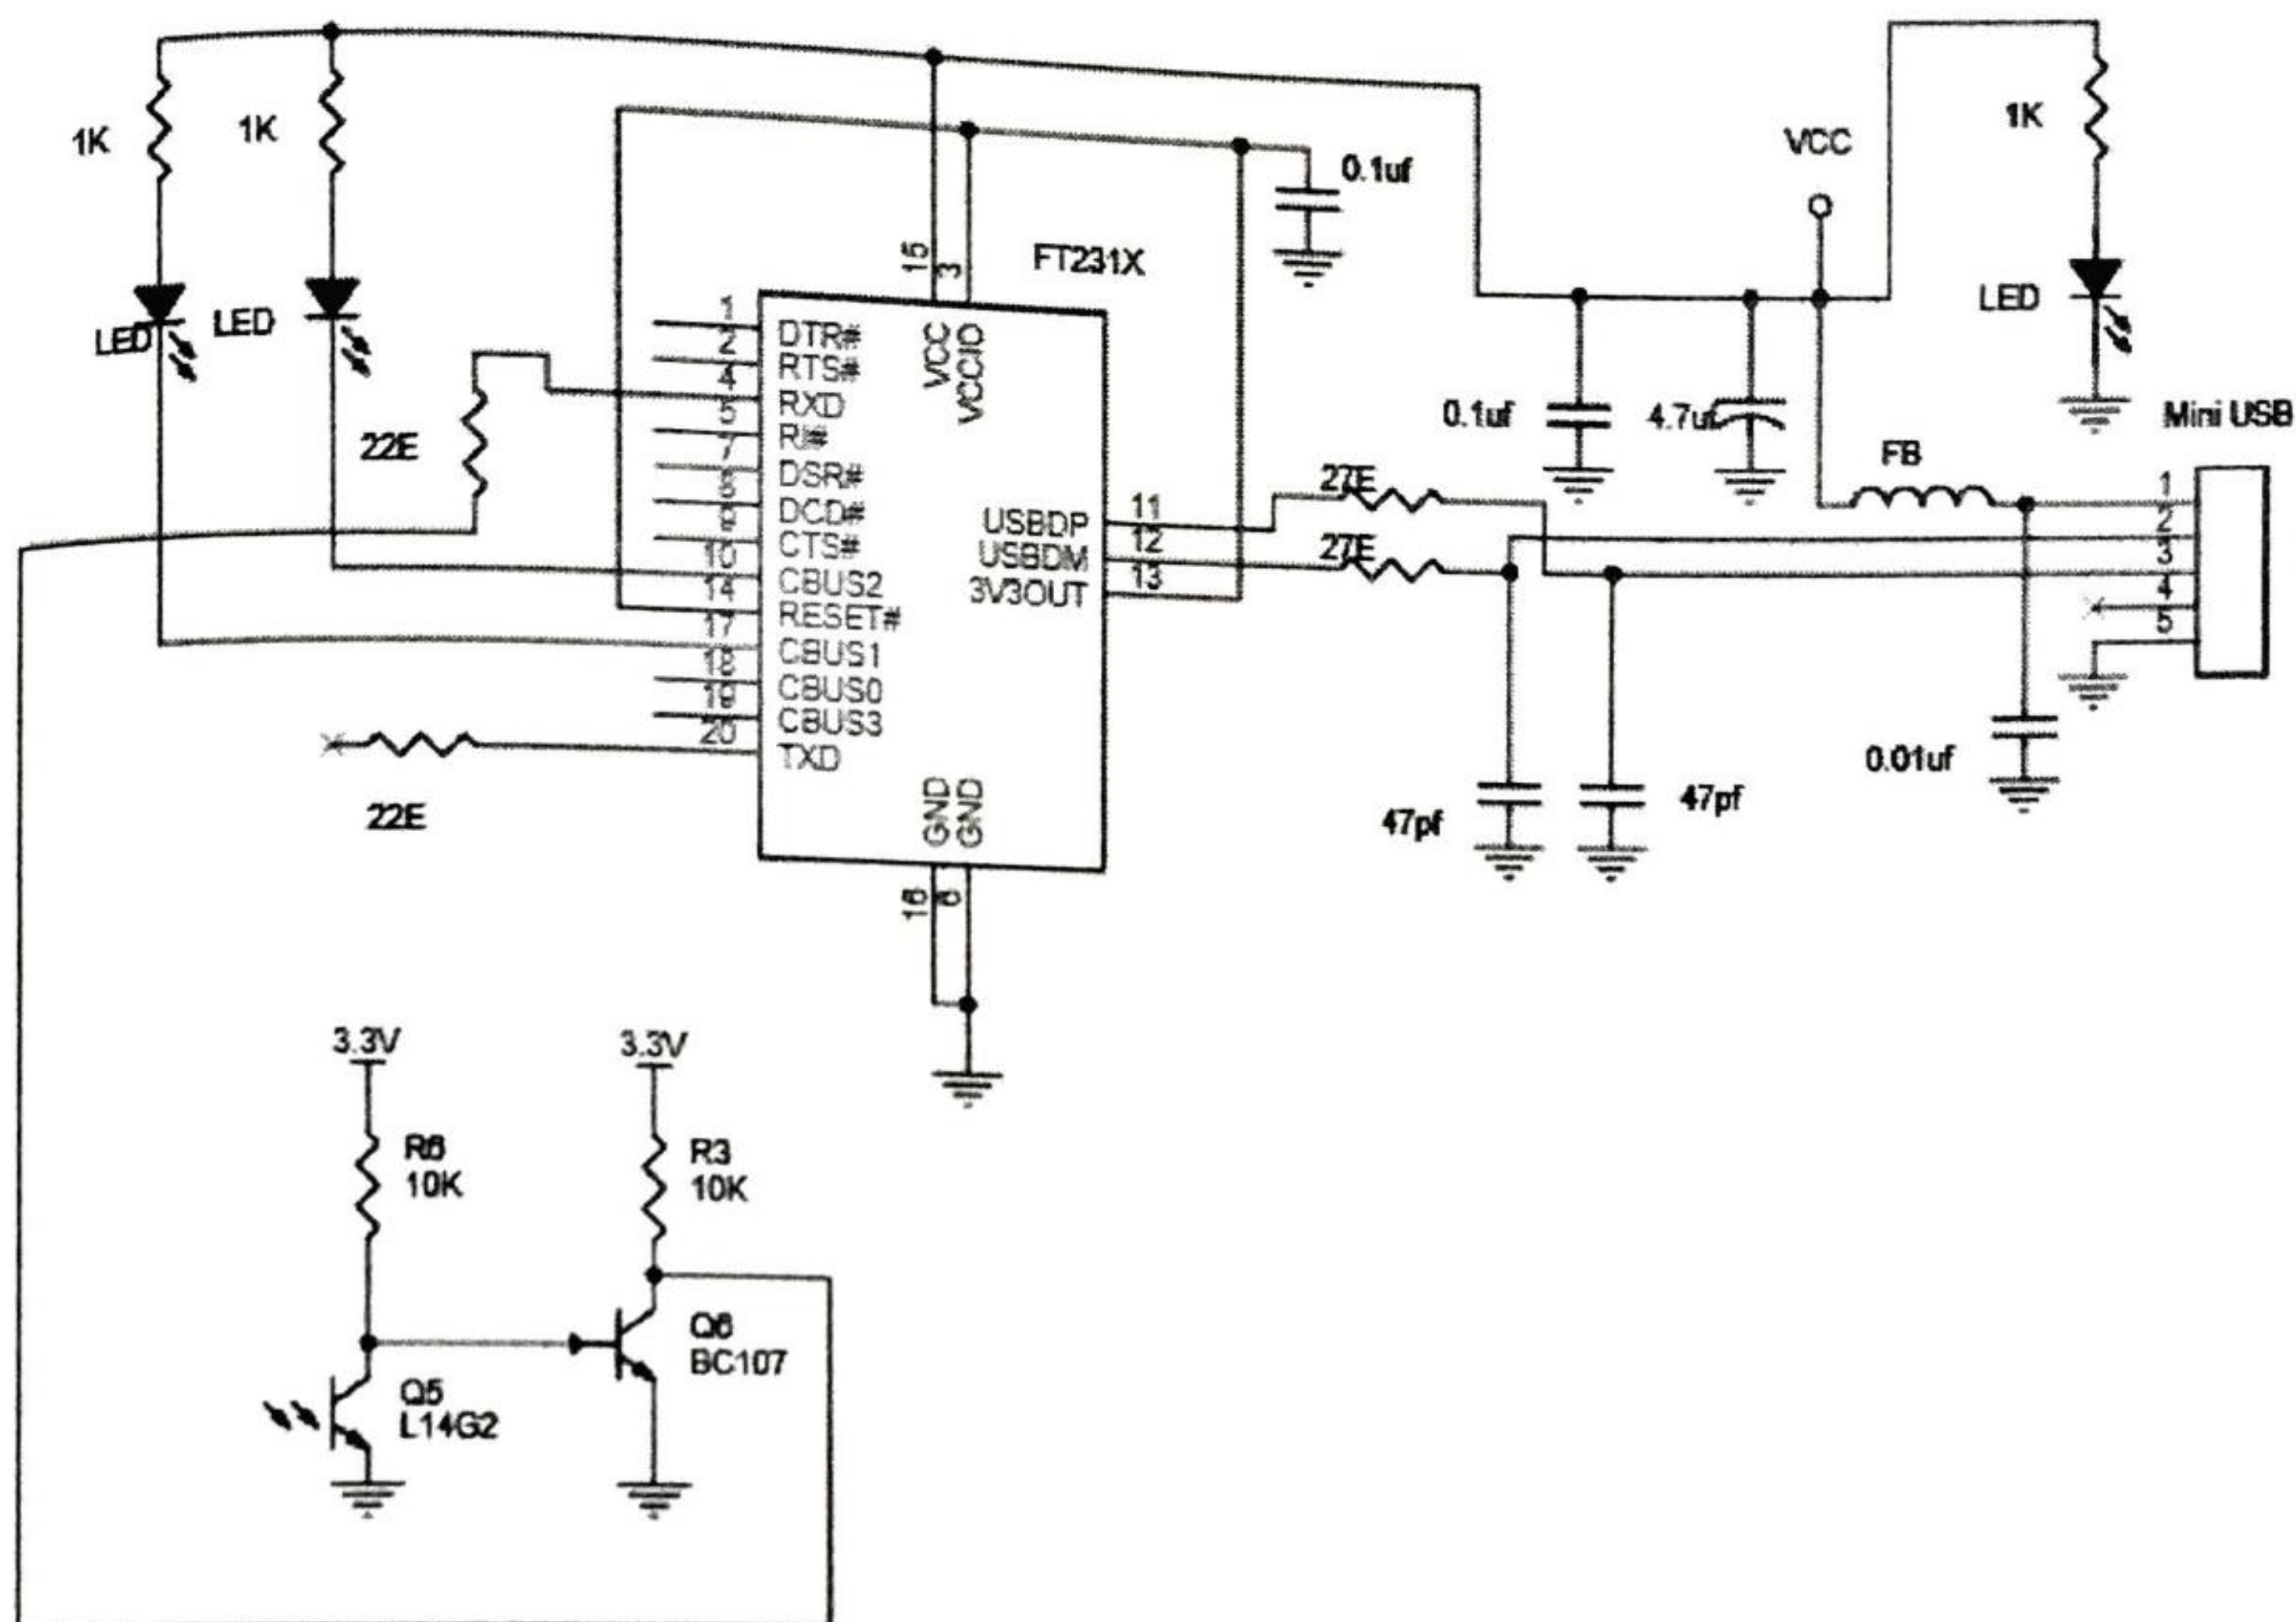 1K
1K
LED
LED
22E
22E
0.1uf
FT231X
15
3
VCC
VCCIO
1
DTR#
2
RTS#
4
RXD
5
RI#
7
DSR#
DCD#
CTS#
10
CBUS2
14
RESET#
17
CBUS1
18
CBUS0
19
CBUS3
20
TXD
USBDP
11
USBDM
12
3V3OUT
13
GND
GND
16
6
27E
27E
0.1uf
4.7uf
VCC
1K
LED
FB
Mini USB
1
2
3
4
5
0.01uf
47pf
47pf
3.3V
3.3V
R6
10K
R3
10K
Q6
BC107
Q5
L14G2